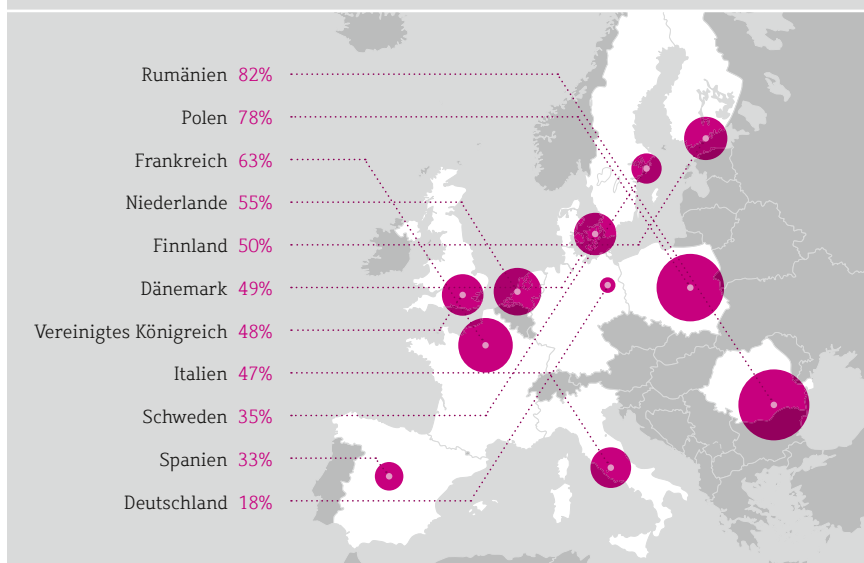 Rumänien 82%
Polen 78%
Frankreich 63%
Niederlande 55%
Finnland 50%
Dänemark 49%
Vereinigtes Königreich 48%
Italien 47%
Schweden 35%
Spanien 33%
Deutschland 18%